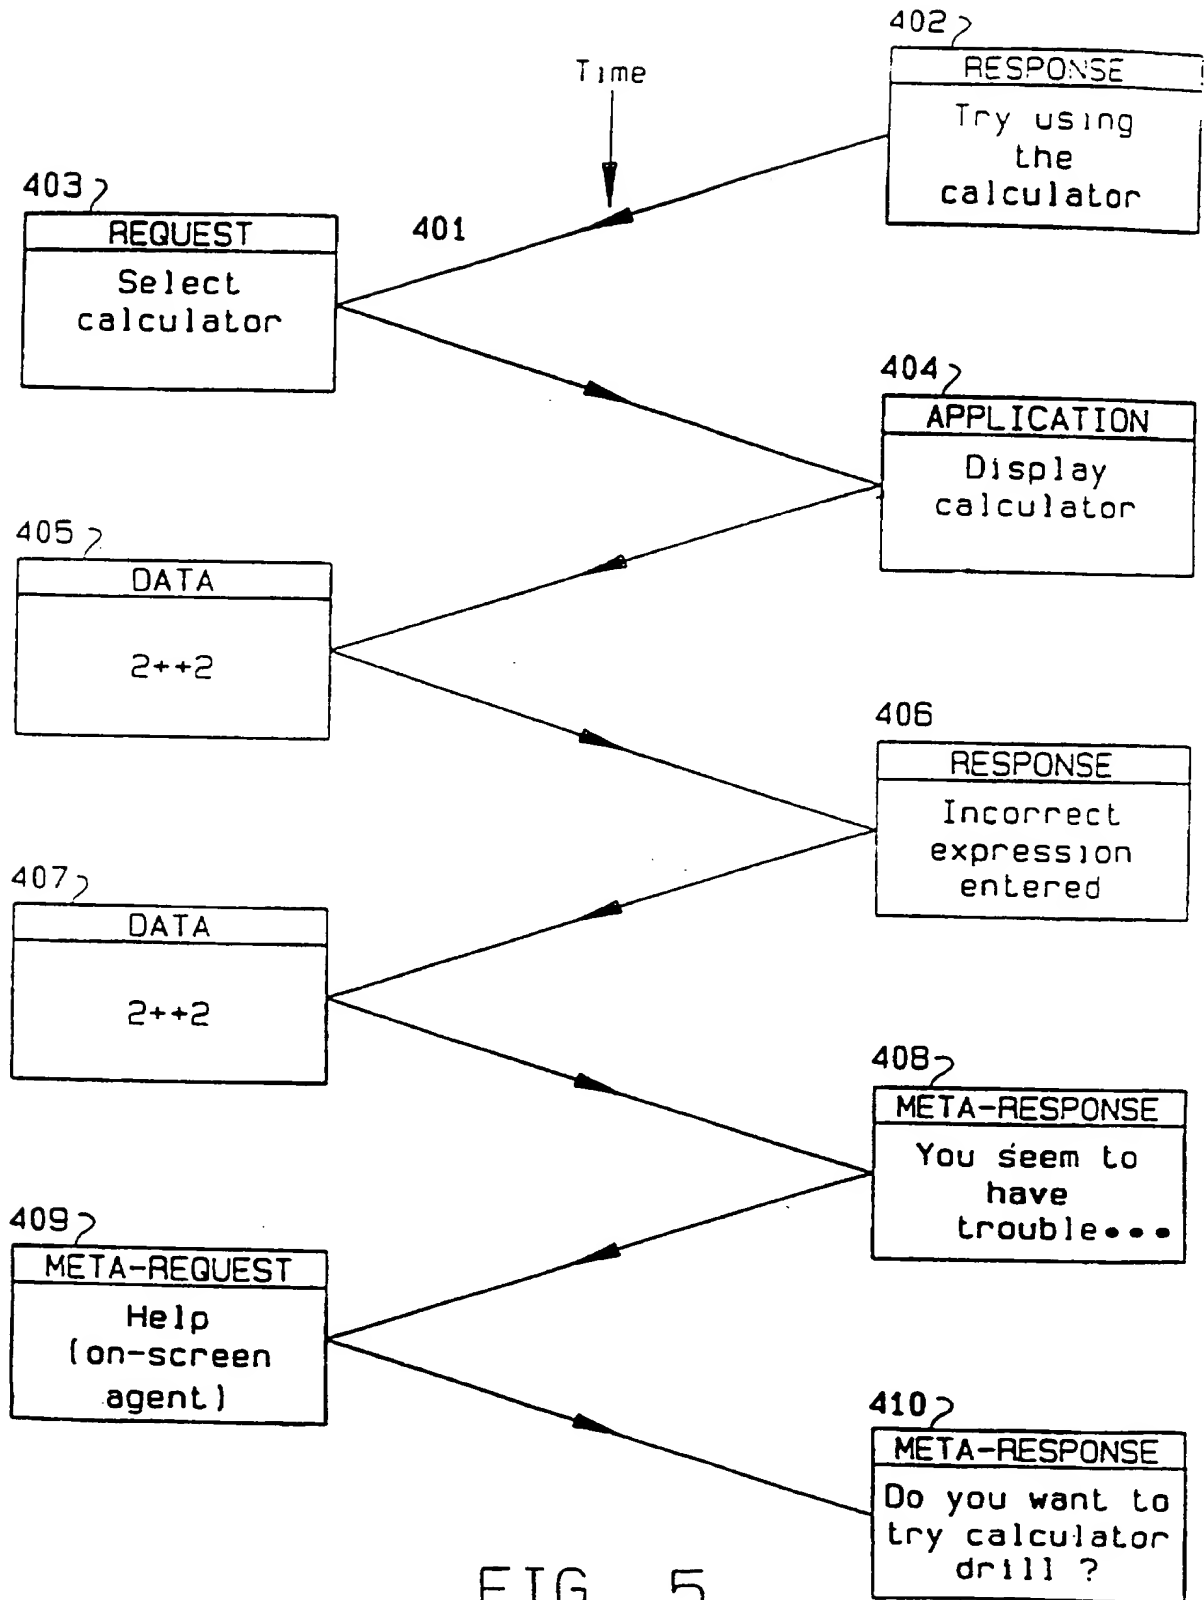 402
RESPONSE
Try using
the
calculator
Time
403
REQUEST
Select
calculator
401
404
APPLICATION
Display
calculator
405
DATA
2++2
406
RESPONSE
Incorrect
expression
entered
407
DATA
2++2
408
META-RESPONSE
You seem to
have
trouble•••
409
META-REQUEST
Help
(on-screen
agent)
410
META-RESPONSE
Do you want to
try calculator
drill ?
FIG. 5